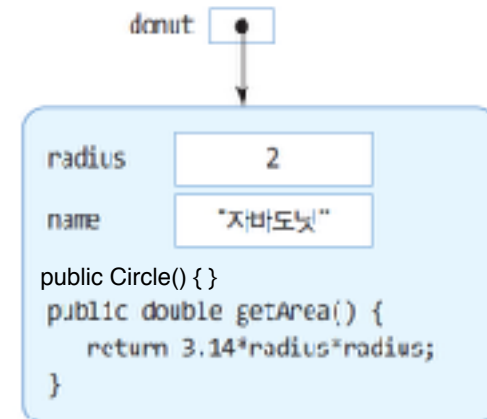 donut
radius 2
name "자바도넛"
public Circle() { }
public double getArea() {
return 3.14*radius*radius;
}